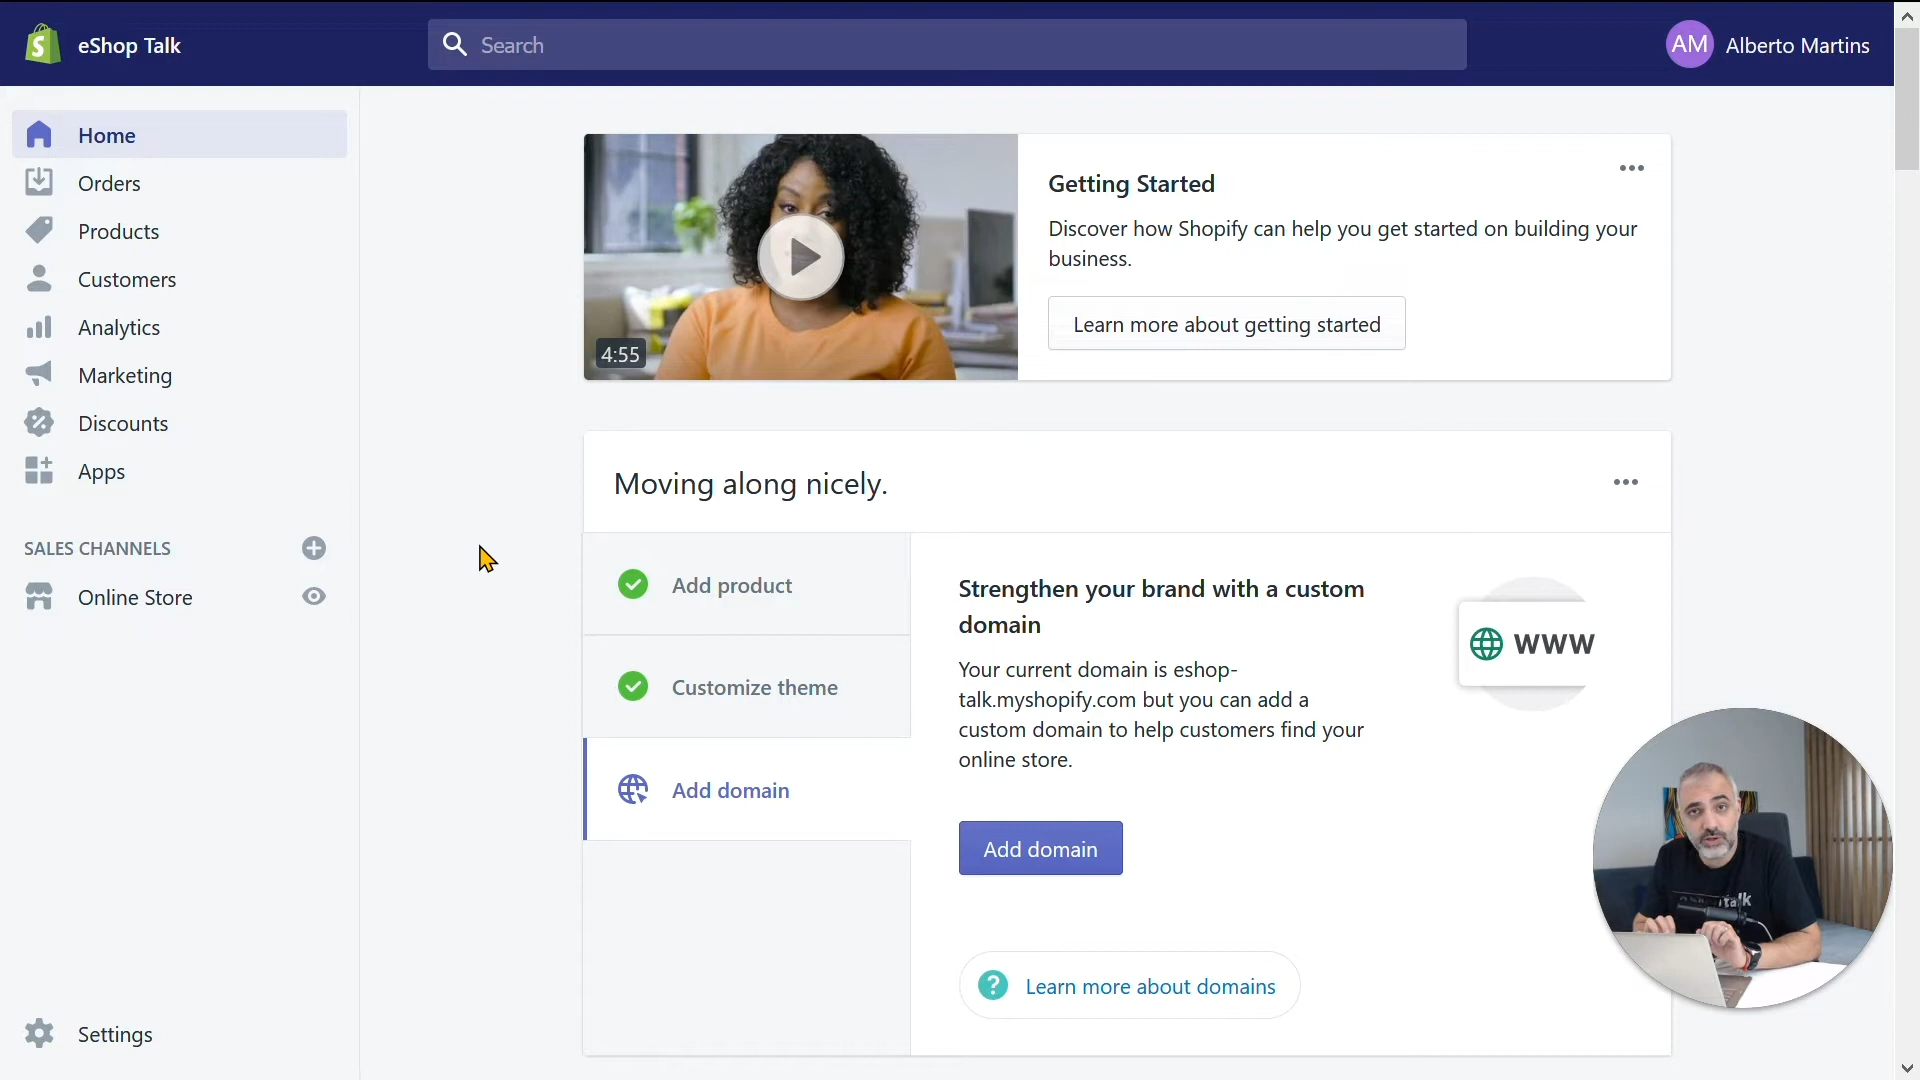 eShop Talk
Search
AM
Alberto Martins
Home
Orders
Products
Customers
Analytics
Marketing
Discounts
Apps
SALES CHANNELS
Online Store
Settings
4:55
Getting Started
Discover how Shopify can help you get started on building your
business.
Learn more about getting started
Moving along nicely.
Add product
Customize theme
Add domain
Strengthen your brand with a custom
domain
Your current domain is eshop-
talk.myshopify.com but you can add a
custom domain to help customers find your
online store.
Add domain
? Learn more about domains
WWW